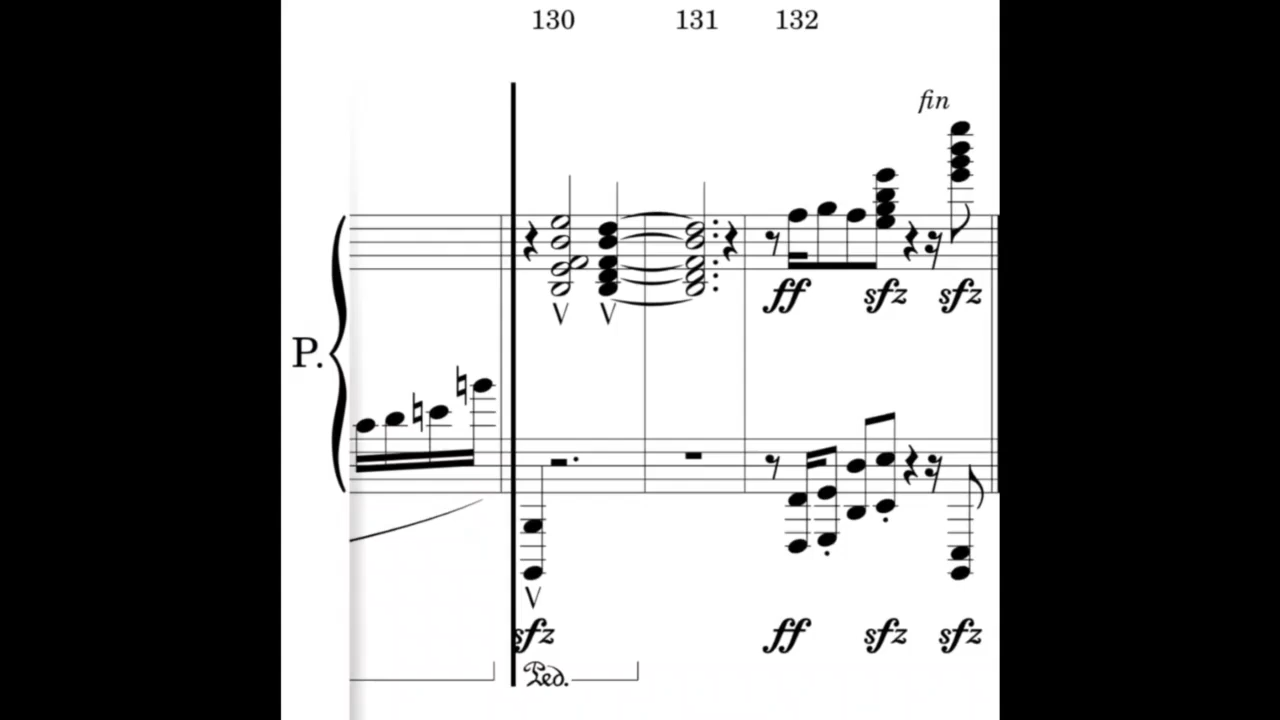 130 131 132
fin
ff sfz sfz
P.
sfz ff sfz sfz
Ped.